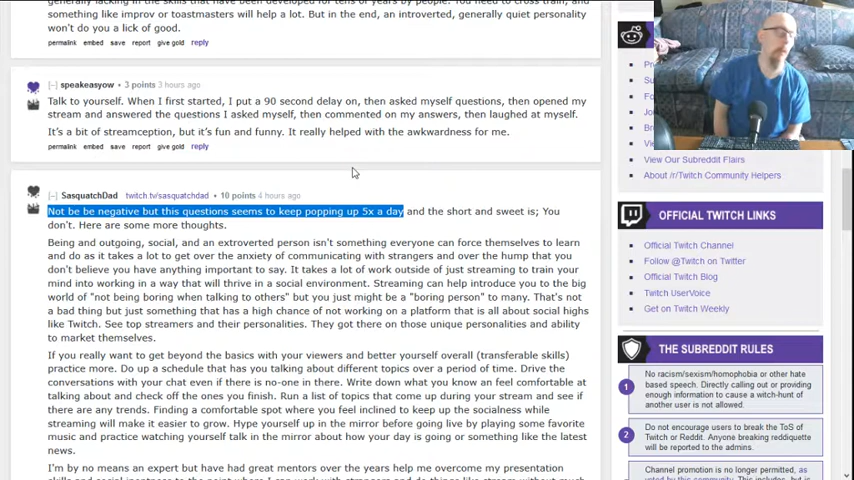 generally lacking in the skills that have been developed for tens of years by people. You need to cross train, and
something like improv or toastmasters will help a lot. But in the end, an introverted, generally quiet personality
won't do you a lick of good.
permalink embed save report give gold reply
[–] speakeasyow • 3 points 3 hours ago
Talk to yourself. When I first started, I put a 90 second delay on, then asked myself questions, then opened my
stream and answered the questions I asked myself, then commented on my answers, then laughed at myself.
It's a bit of streamception, but it's fun and funny. It really helped with the awkwardness for me.
permalink embed save report give gold reply
[–] SasquatchDad twitch.tv/sasquatchdad • 10 points 4 hours ago
Not be be negative but this questions seems to keep popping up 5x a day and the short and sweet is; You
don't. Here are some more thoughts.
Being and outgoing, social, and an extroverted person isn't something everyone can force themselves to learn
and do as it takes a lot to get over the anxiety of communicating with strangers and over the hump that you
don't believe you have anything important to say. It takes a lot of work outside of just streaming to train your
mind into working in a way that will thrive in a social environment. Streaming can help introduce you to the big
world of "not being boring when talking to others" but you just might be a "boring person" to many. That's not
a bad thing but just something that has a high chance of not working on a platform that is all about social highs
like Twitch. See top streamers and their personalities. They got there on those unique personalities and ability
to market themselves.
If you really want to get beyond the basics with your viewers and better yourself overall (transferable skills)
practice more. Do up a schedule that has you talking about different topics over a period of time. Drive the
conversations with your chat even if there is no-one in there. Write down what you know an feel comfortable at
talking about and check off the ones you finish. Run a list of topics that come up during your stream and see if
there are any trends. Finding a comfortable spot where you feel inclined to keep up the socialness while
streaming will make it easier to grow. Hype yourself up in the mirror before going live by playing some favorite
music and practice watching yourself talk in the mirror about how your day is going or something like the latest
news.
I'm by no means an expert but have had great mentors over the years help me overcome my presentation
View Our Subreddit Flairs
About /r/Twitch Community Helpers
OFFICIAL TWITCH LINKS
Official Twitch Channel
Follow @Twitch on Twitter
Official Twitch Blog
Twitch UserVoice
Get on Twitch Weekly
THE SUBREDDIT RULES
1 No racism/sexism/homophobia or other hate
based speech. Directly calling out or providing
enough information to cause a witch-hunt of
another user is not allowed.
2 Do not encourage users to break the ToS of
Twitch or Reddit. Anyone breaking reddiquette
will be reported to the admins.
Channel promotion is no longer permitted, as